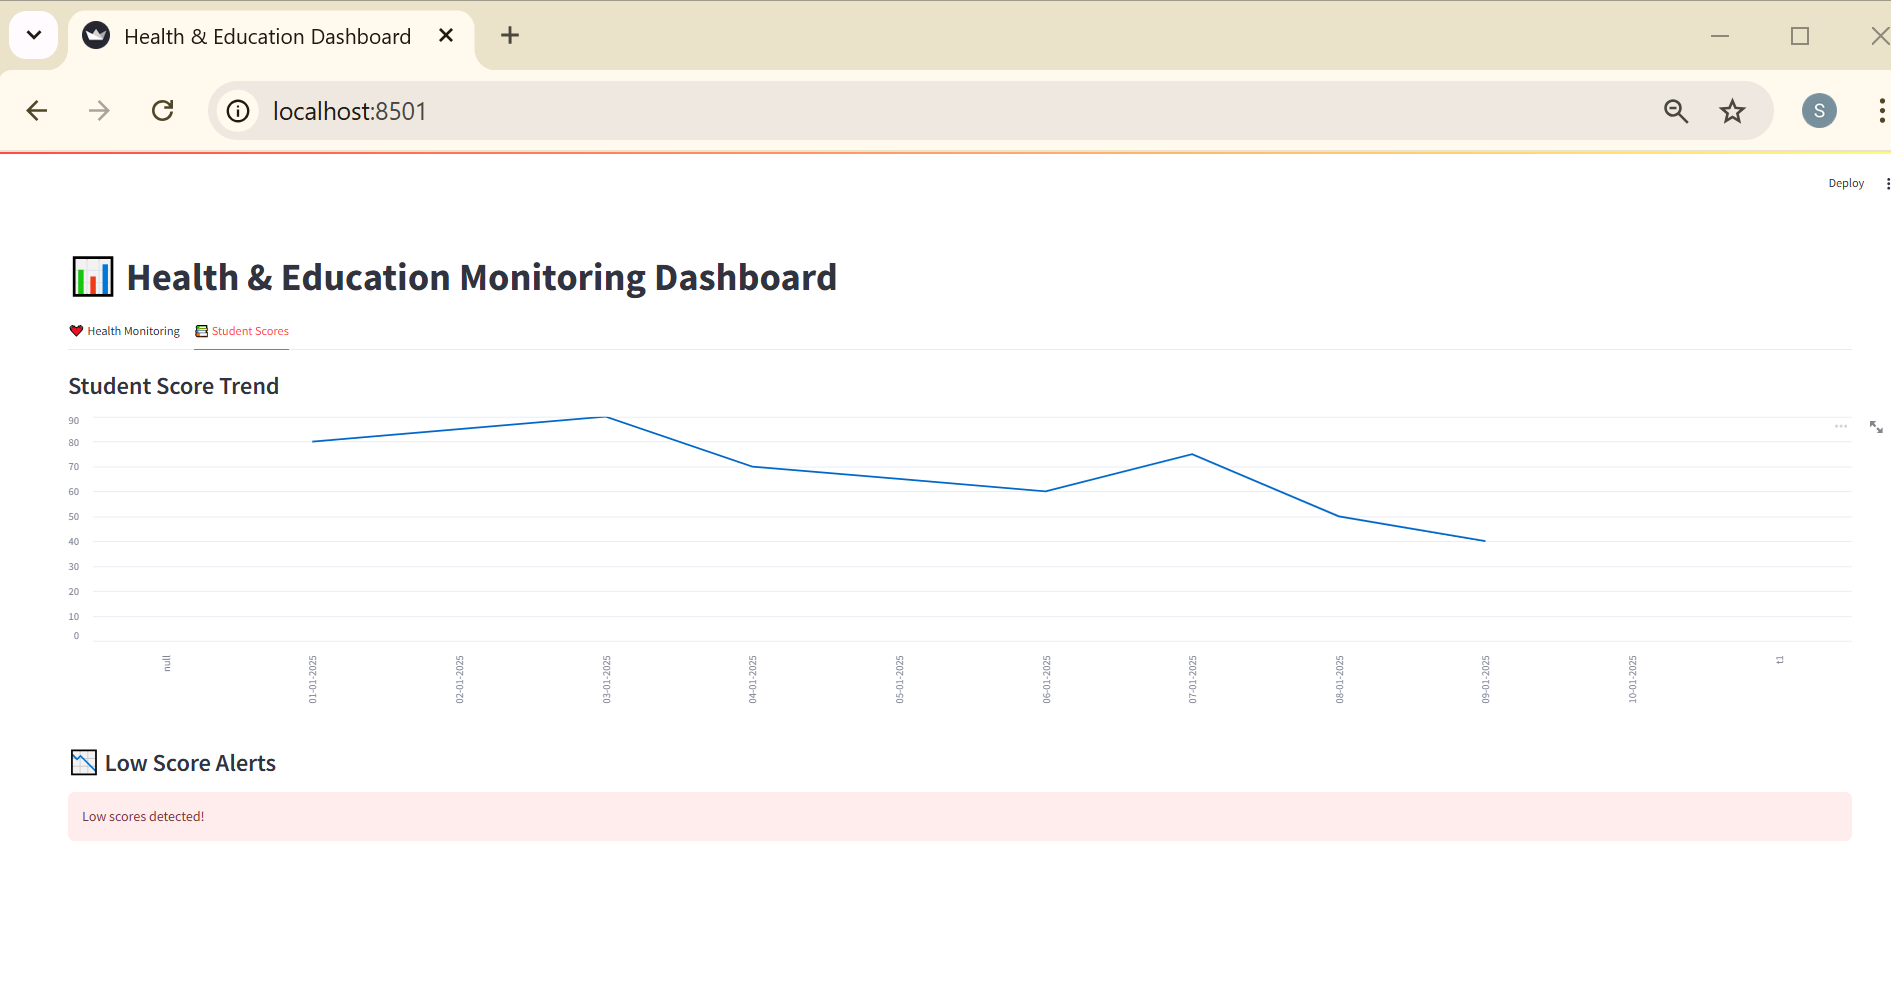 Health & Education Dashboard
localhost:8501
S
Deploy
Health & Education Monitoring Dashboard
Health Monitoring
Student Scores
Student Score Trend
90
80
70
60
50
40
30
20
10
0
null
01-01-2025
02-01-2025
03-01-2025
04-01-2025
05-01-2025
06-01-2025
07-01-2025
08-01-2025
09-01-2025
10-01-2025
t1
Low Score Alerts
Low scores detected!